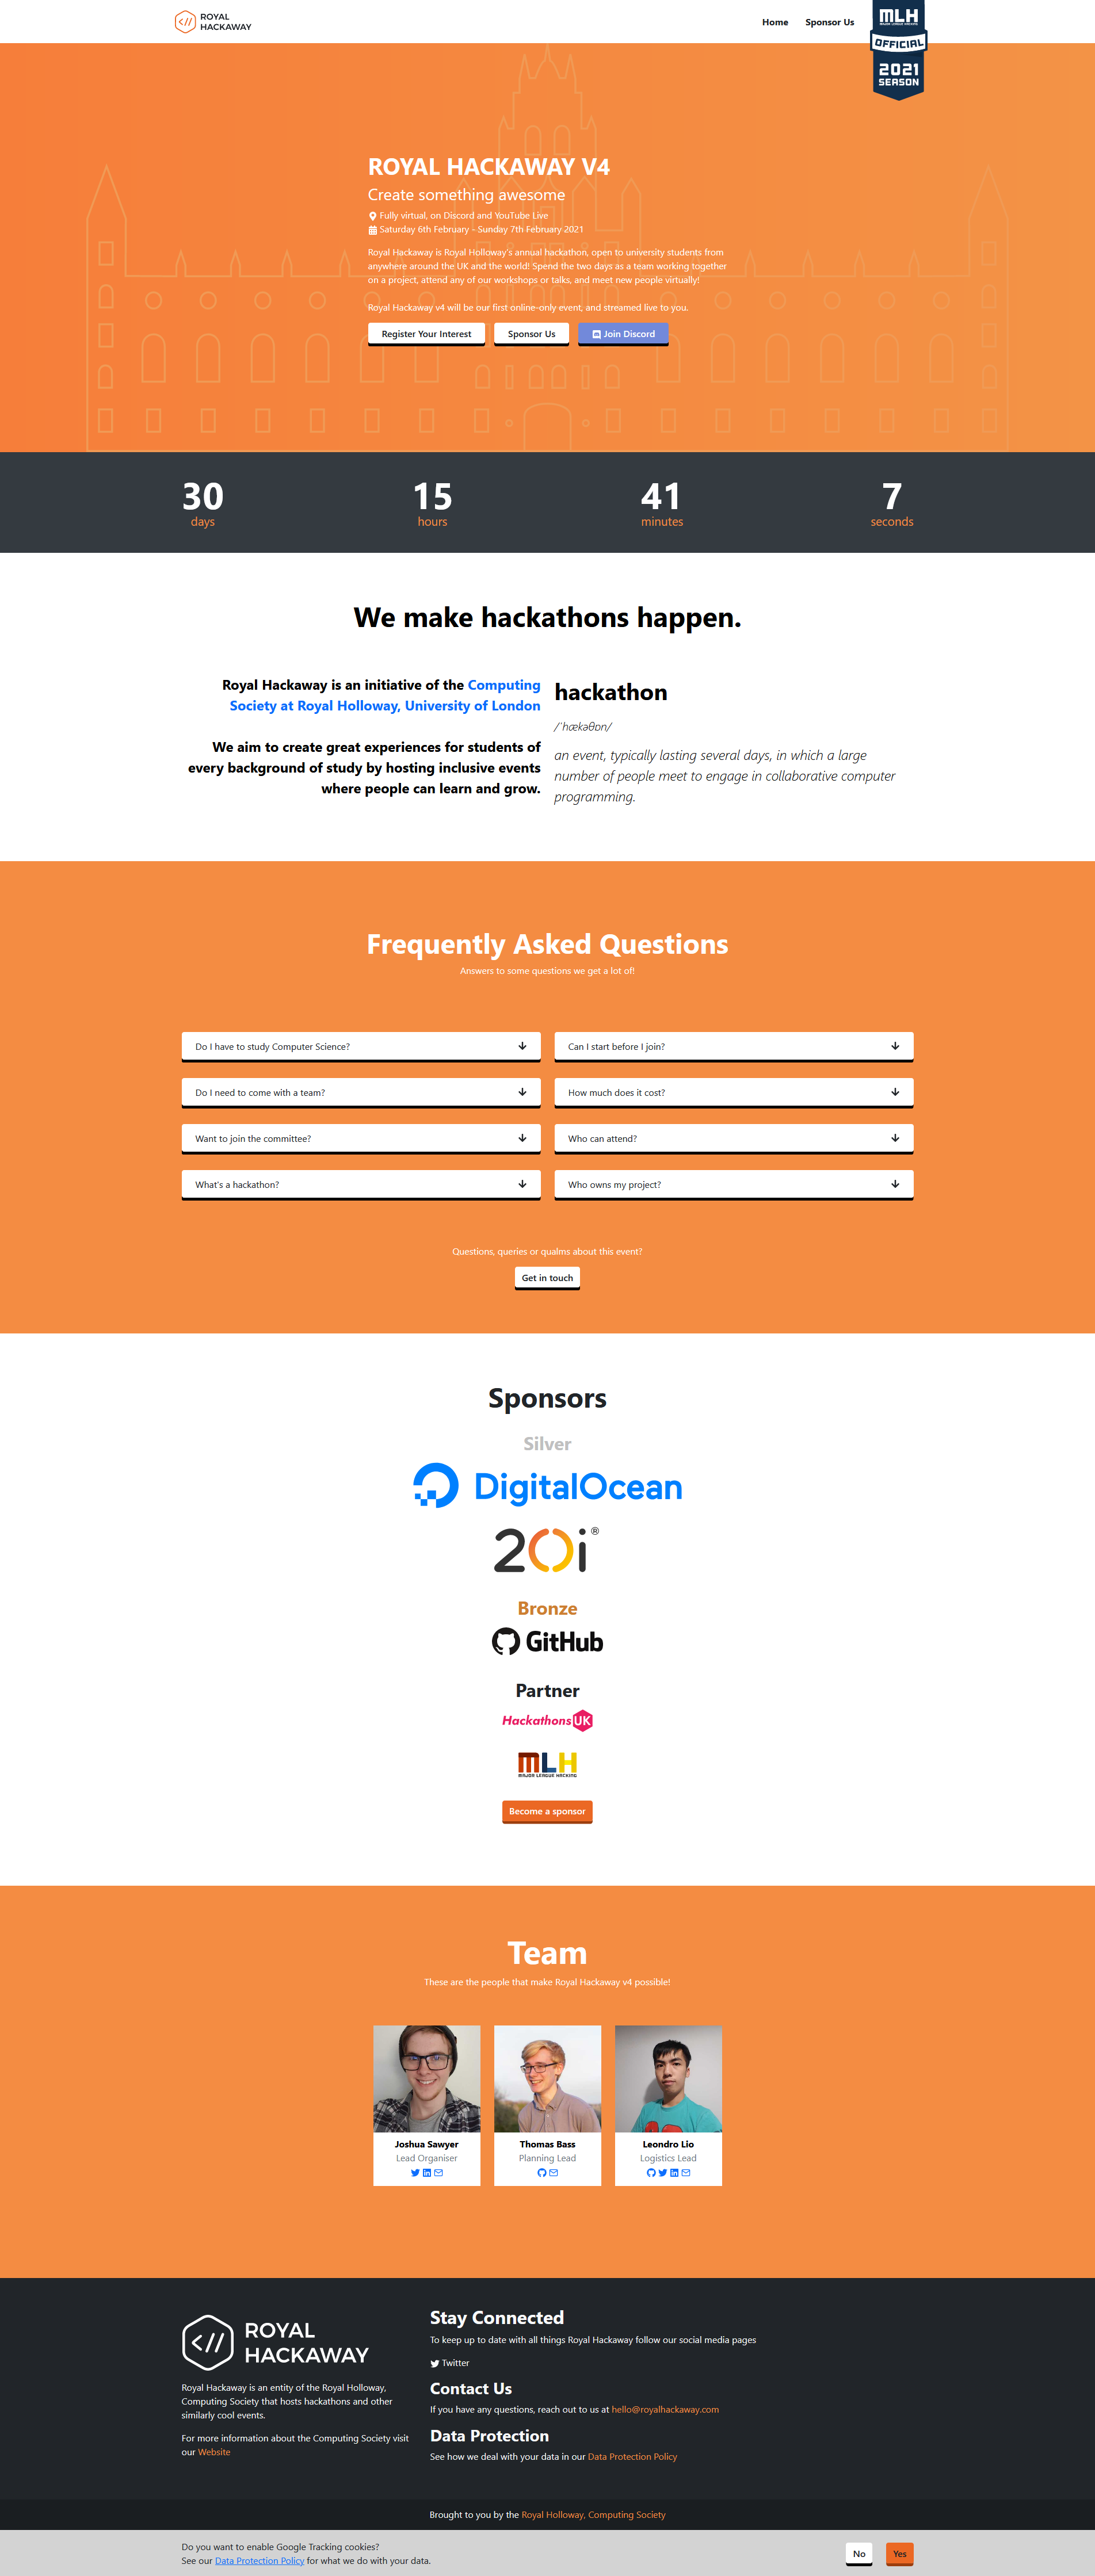 ROYAL
HACKAWAY
Home
Sponsor Us
MLH
MAJOR LEAGUE HACKING
OFFICIAL
2021
SEASON
ROYAL HACKAWAY V4
Create something awesome
Fully virtual, on Discord and YouTube Live
Saturday 6th February - Sunday 7th February 2021
Royal Hackaway is Royal Holloway's annual hackathon, open to university students from
anywhere around the UK and the world! Spend the two days as a team working together
on a project, attend any of our workshops or talks, and meet new people virtually!
Royal Hackaway v4 will be our first online-only event, and streamed live to you.
Register Your Interest
Sponsor Us
Join Discord
30
days
15
hours
41
minutes
7
seconds
We make hackathons happen.
Royal Hackaway is an initiative of the Computing
Society at Royal Holloway, University of London
We aim to create great experiences for students of
every background of study by hosting inclusive events
where people can learn and grow.
hackathon
/ˈhækəθɒn/
an event, typically lasting several days, in which a large
number of people meet to engage in collaborative computer
programming.
Frequently Asked Questions
Answers to some questions we get a lot of!
Do I have to study Computer Science?
Can I start before I join?
Do I need to come with a team?
How much does it cost?
Want to join the committee?
Who can attend?
What's a hackathon?
Who owns my project?
Questions, queries or qualms about this event?
Get in touch
Sponsors
Silver
DigitalOcean
20i®
Bronze
GitHub
Partner
Hackathons UK
MLH
MAJOR LEAGUE HACKING
Become a sponsor
Team
These are the people that make Royal Hackaway v4 possible!
Joshua Sawyer
Lead Organiser
Thomas Bass
Planning Lead
Leondro Lio
Logistics Lead
ROYAL
HACKAWAY
Royal Hackaway is an entity of the Royal Holloway,
Computing Society that hosts hackathons and other
similarly cool events.
For more information about the Computing Society visit
our Website
Stay Connected
To keep up to date with all things Royal Hackaway follow our social media pages
Twitter
Contact Us
If you have any questions, reach out to us at hello@royalhackaway.com
Data Protection
See how we deal with your data in our Data Protection Policy
Brought to you by the Royal Holloway, Computing Society
Do you want to enable Google Tracking cookies?
See our Data Protection Policy for what we do with your data.
No
Yes